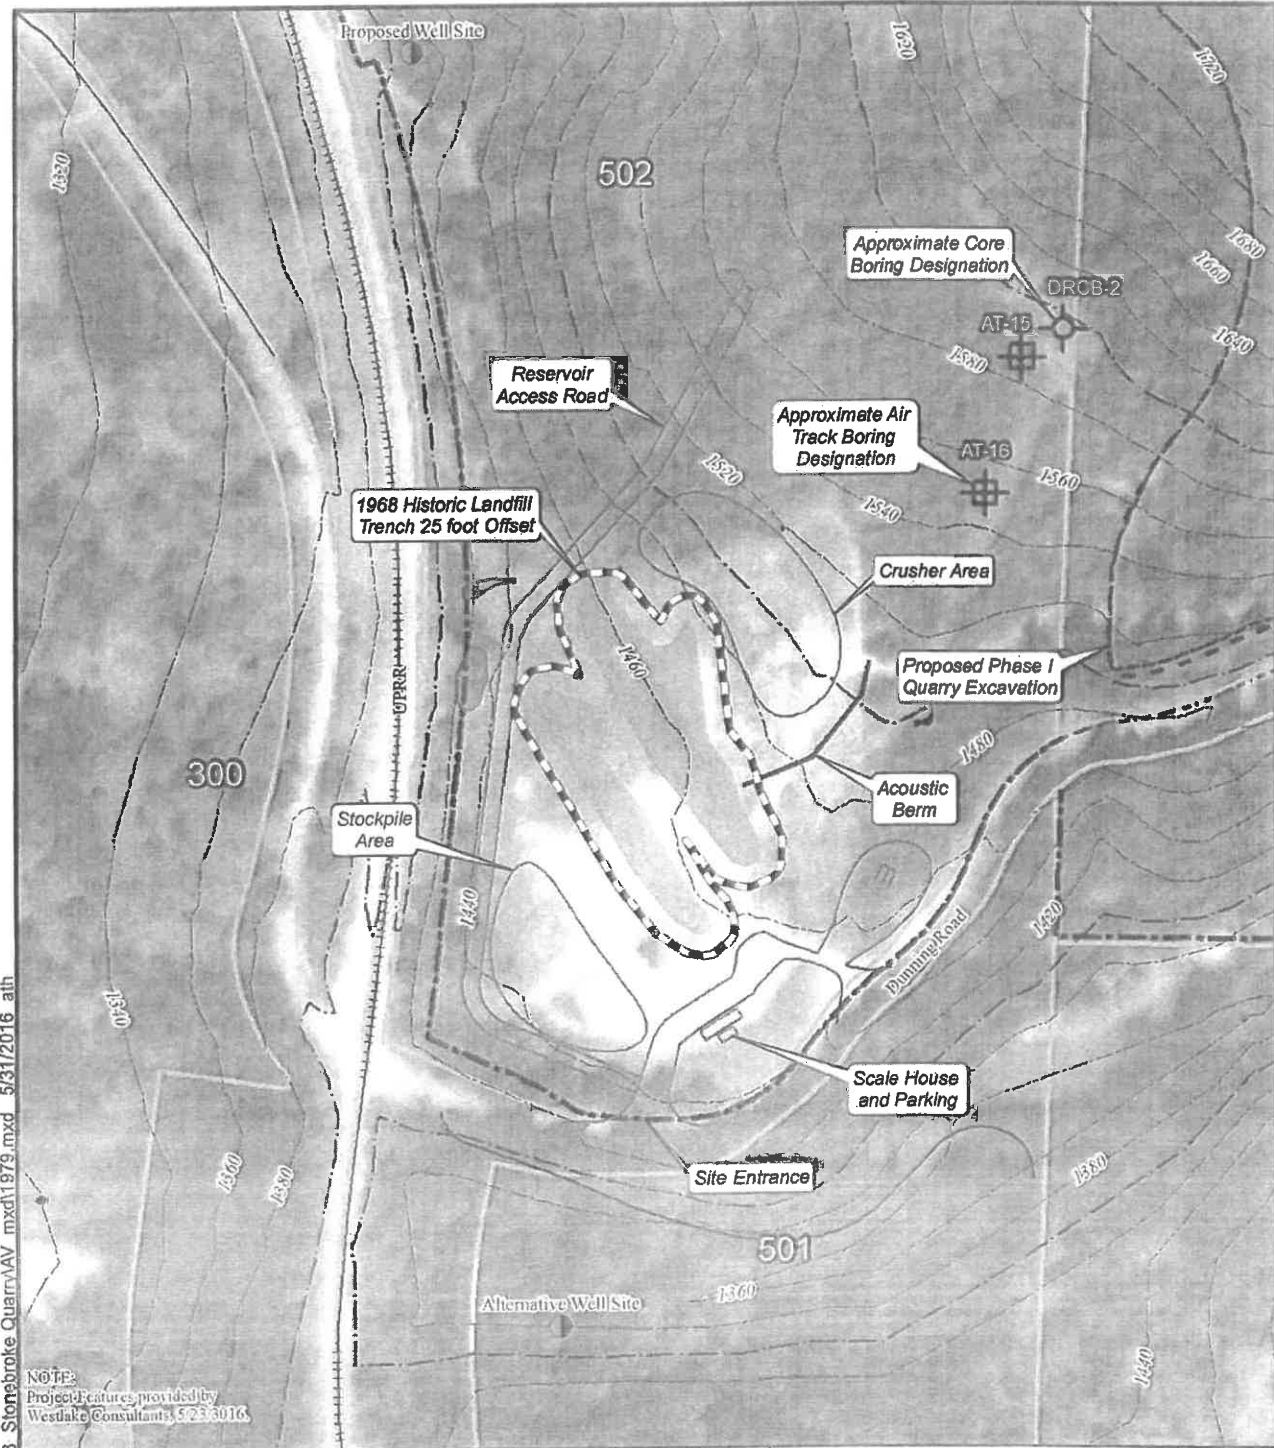 Proposed Well Site
1620
1720
1320
502
Approximate Core
Boring Designation
1680
1660
DRCB-2
AT-15
1640
1580
Reservoir
Access Road
Approximate Air
Track Boring
Designation
AT-16
1520
1560
1540
1968 Historic Landfill
Trench 25 foot Offset
Crusher Area
1460
Proposed Phase I
Quarry Excavation
UPRR
300
1480
Acoustic
Berm
Stockpile
Area
1440
1420
Dunning Road
1340
Scale House
and Parking
1360
1380
Site Entrance
1380
501
1360
Alternative Well Site
1440
NOTE:
Project Features provided by
Westlake Consultants, 5/23/3016.
Stonebroke Quarry\AV_mxd\1979.mxd 5/31/2016 ath